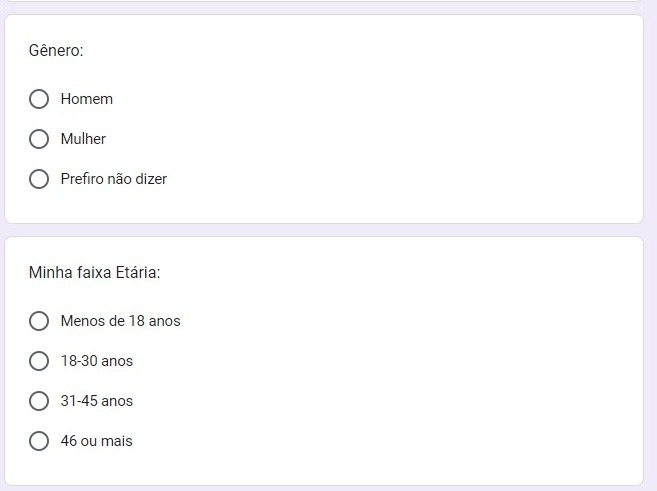 Gênero:
Homem
Mulher
Prefiro não dizer
Minha faixa Etária:
Menos de 18 anos
18-30 anos
31-45 anos
46 ou mais